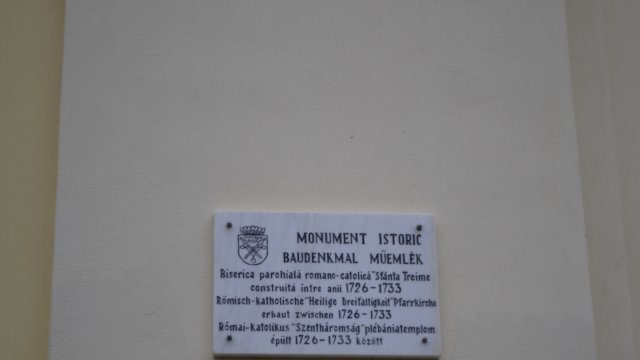 MONUMENT ISTORIC
BAUDENKMAL MŰEMLÉK
Biserica parohială romano-catolică "Sfânta Treime
construită între anii 1726-1733
Römisch-katholische "Heilige Dreifaltigkeit" Pfarrkirche
erbaut zwischen 1726-1733
Római-katolikus "Szentháromság" plébániatemplom
épült 1726-1733 között